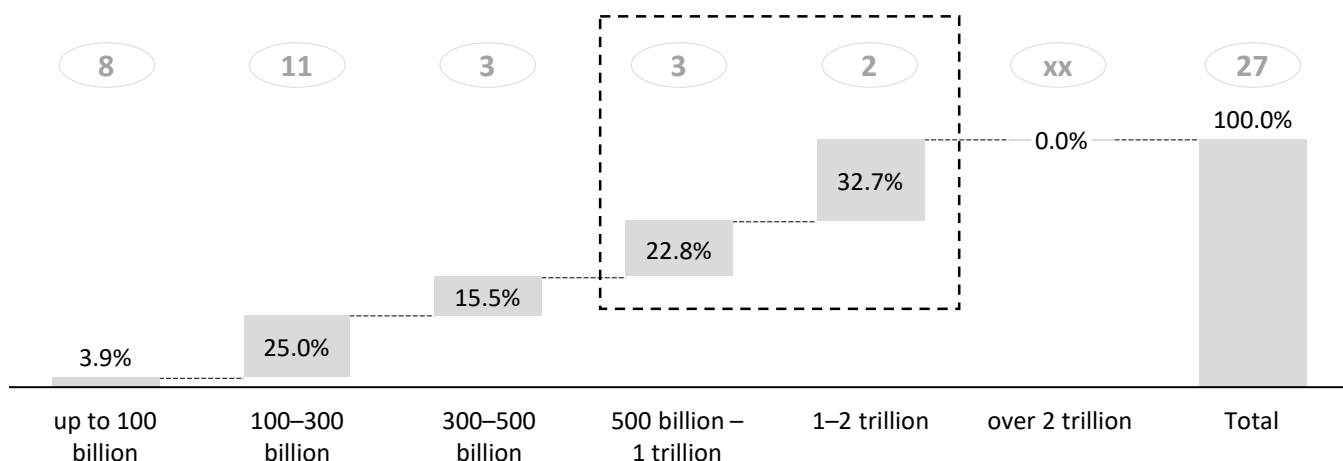 8 11 3 3 2 xx 27
100.0%
0.0%
32.7%
22.8%
15.5%
25.0%
3.9%
up to 100 billion
100–300 billion
300–500 billion
500 billion –
1 trillion
1–2 trillion
over 2 trillion
Total